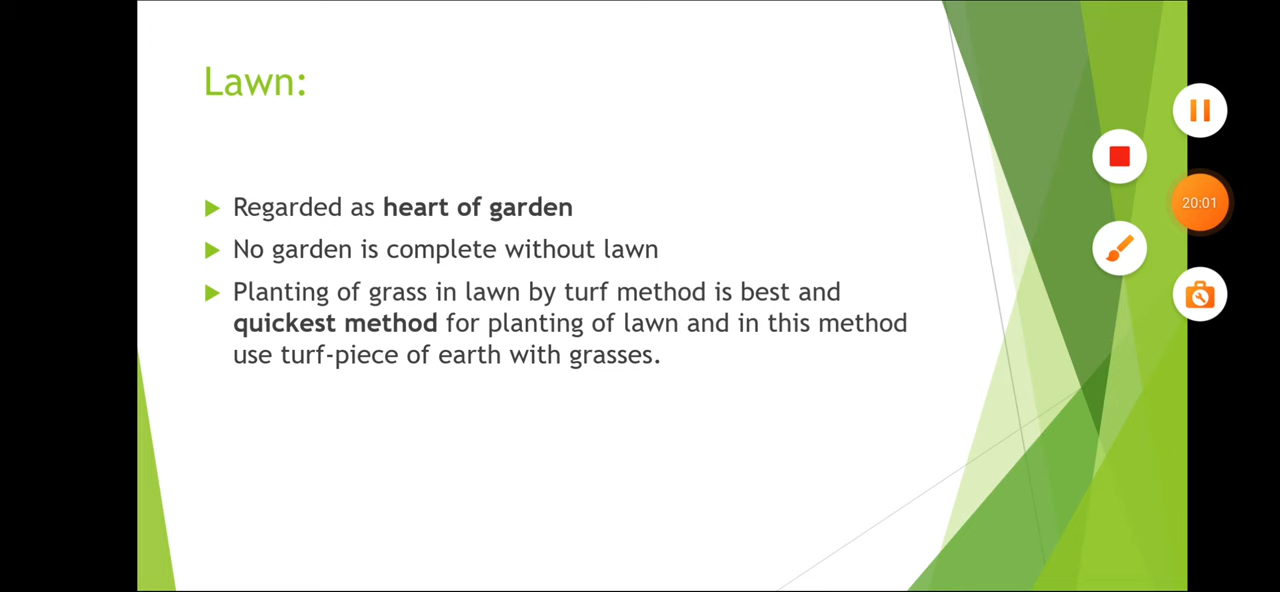 Lawn:
Regarded as heart of garden
No garden is complete without lawn
Planting of grass in lawn by turf method is best and
quickest method for planting of lawn and in this method
use turf-piece of earth with grasses.
20:01